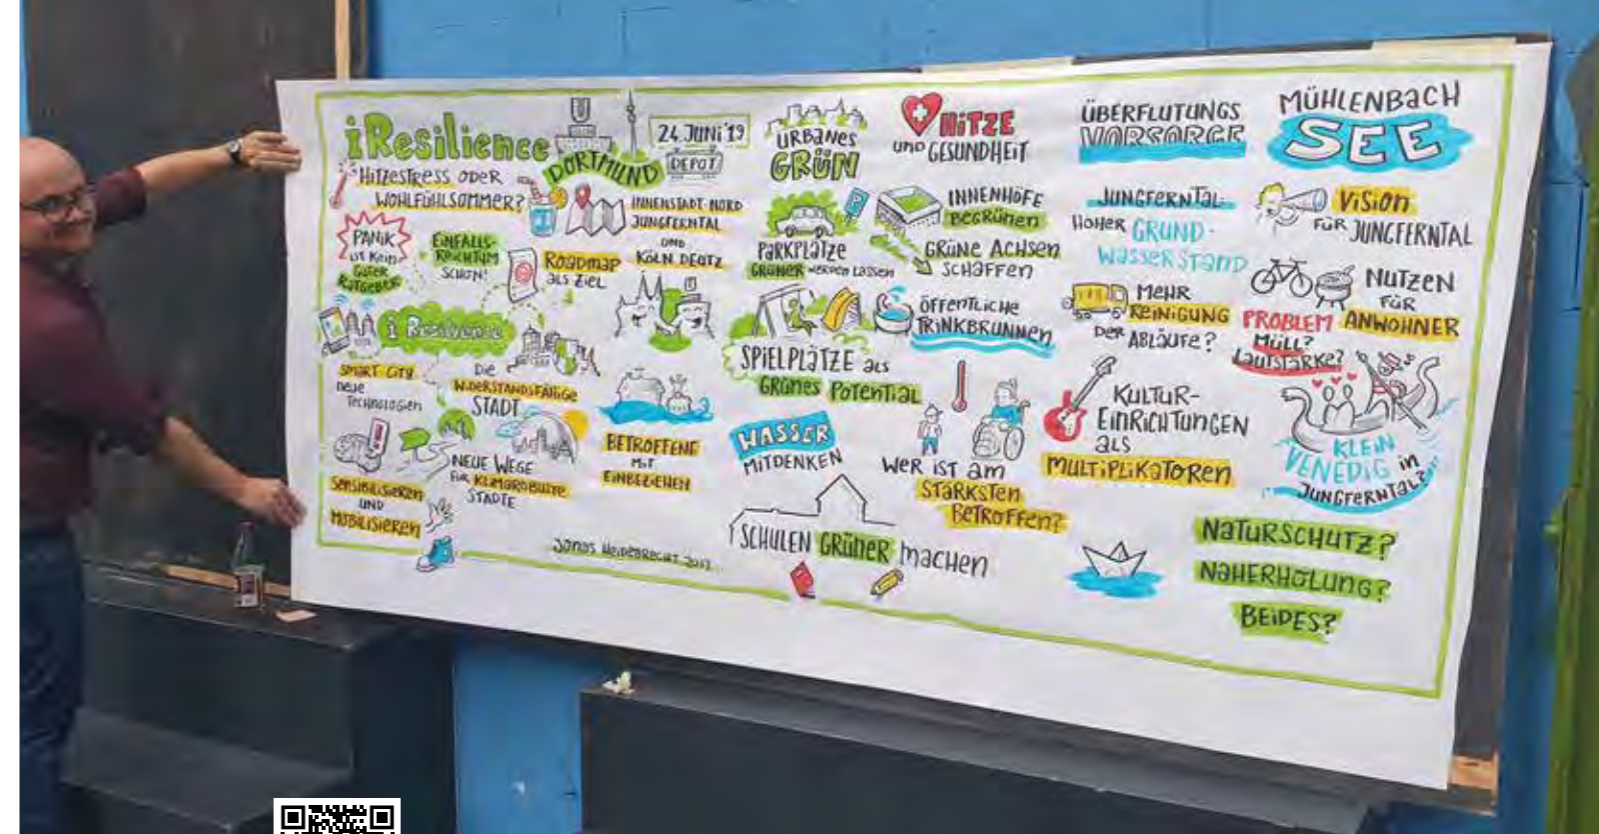 iResilience
DORTMUND
U
24. JUNI '19
DEPOT
HITZESTRESS ODER
WOHLFÜHLSOMMER?
INNENSTADT-NORD
JUNGFERNTAL
UND
KÖLN DEUTZ
PANIK
IST KEIN
GUTER
RATGEBER
EINFALLS-
REICHTUM
SCHON!
ROADMAP
ALS ZIEL
iResilience
SMART CITY
NEUE
TECHNOLOGIEN
DIE
WIDERSTANDSFÄHIGE
STADT
NEUE WEGE
FÜR KLIMAROBUSTE
STÄDTE
SENSIBILISIEREN
UND
MOBILISIEREN
BETROFFENE
MIT
EINBEZIEHEN
JONAS HEIDEBRECHT 2019
URBANES
GRÜN
P
PARKPLÄTZE
GRÜNER WERDEN LASSEN
SPIELPLÄTZE ALS
GRÜNES POTENTIAL
WASSER
MITDENKEN
SCHULEN GRÜNER MACHEN
HITZE
UND GESUNDHEIT
INNENHÖFE
BEGRÜNEN
GRÜNE ACHSEN
SCHAFFEN
ÖFFENTLICHE
TRINKBRUNNEN
WER IST AM
STÄRKSTEN
BETROFFEN?
ÜBERFLUTUNGS
VORSORGE
JUNGFERNTAL:
HOHER GRUND-
WASSERSTAND
MEHR
REINIGUNG
DER ABLÄUFE?
KULTUR-
EINRICHTUNGEN
ALS
MULTIPLIKATOREN
MÜHLENBACH
SEE
VISION
FÜR JUNGFERNTAL
NUTZEN
FÜR
ANWOHNER
PROBLEM
MÜLL?
LAUTSTÄRKE?
KLEIN
VENEDIG IN
JUNGFERNTAL?
NATURSCHUTZ?
NAHERHOLUNG?
BEIDES?